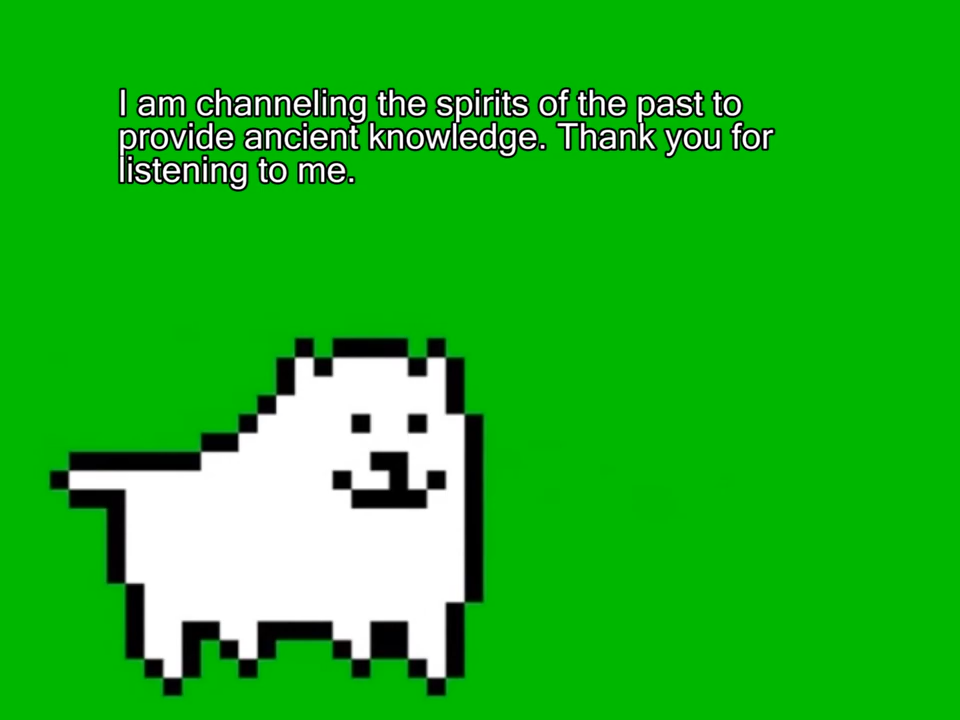 I am channeling the spirits of the past to
provide ancient knowledge. Thank you for
listening to me.